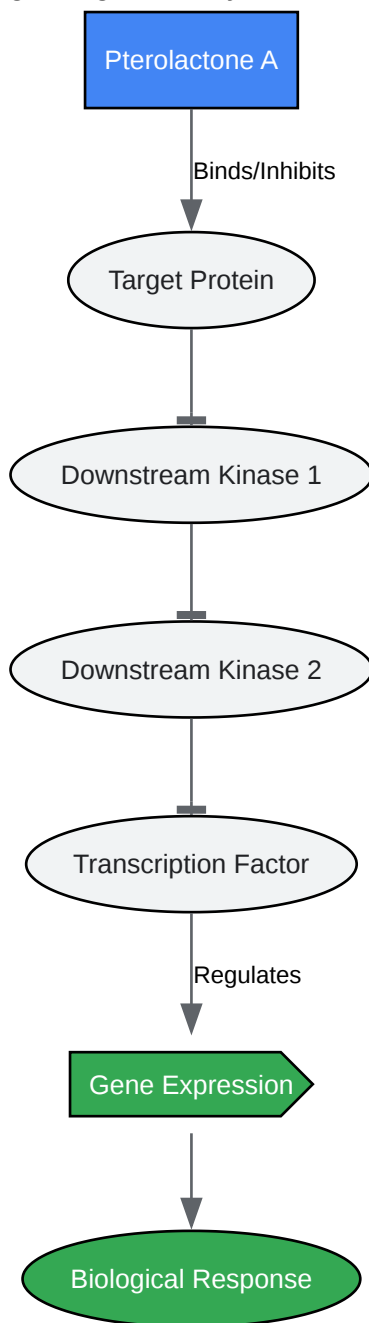 Pterolactone A
Binds/Inhibits
Target Protein
Downstream Kinase 1
Downstream Kinase 2
Transcription Factor
Regulates
Gene Expression
Biological Response